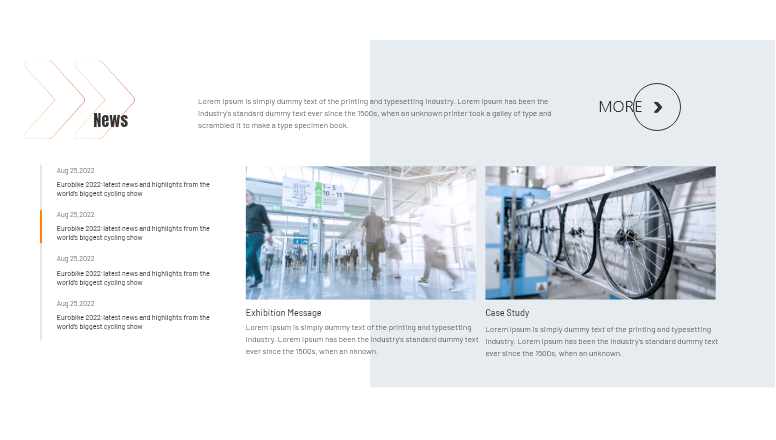 News
Lorem Ipsum is simply dummy text of the printing and typesetting industry. Lorem Ipsum has been the
industry's standard dummy text ever since the 1500s, when an unknown printer took a galley of type and
scrambled it to make a type specimen book.
MORE
Aug 25,2022
Eurobike 2022: latest news and highlights from the
world's biggest cycling show
Aug 25,2022
Eurobike 2022: latest news and highlights from the
world's biggest cycling show
Aug 25,2022
Eurobike 2022: latest news and highlights from the
world's biggest cycling show
Aug 25,2022
Eurobike 2022: latest news and highlights from the
world's biggest cycling show
1 - 5
10 - 11
Exhibition Message
Lorem Ipsum is simply dummy text of the printing and typesetting
industry. Lorem Ipsum has been the industry's standard dummy text
ever since the 1500s, when an nknown.
Case Study
Lorem Ipsum is simply dummy text of the printing and typesetting
industry. Lorem Ipsum has been the industry's standard dummy text
ever since the 1500s, when an unknown.